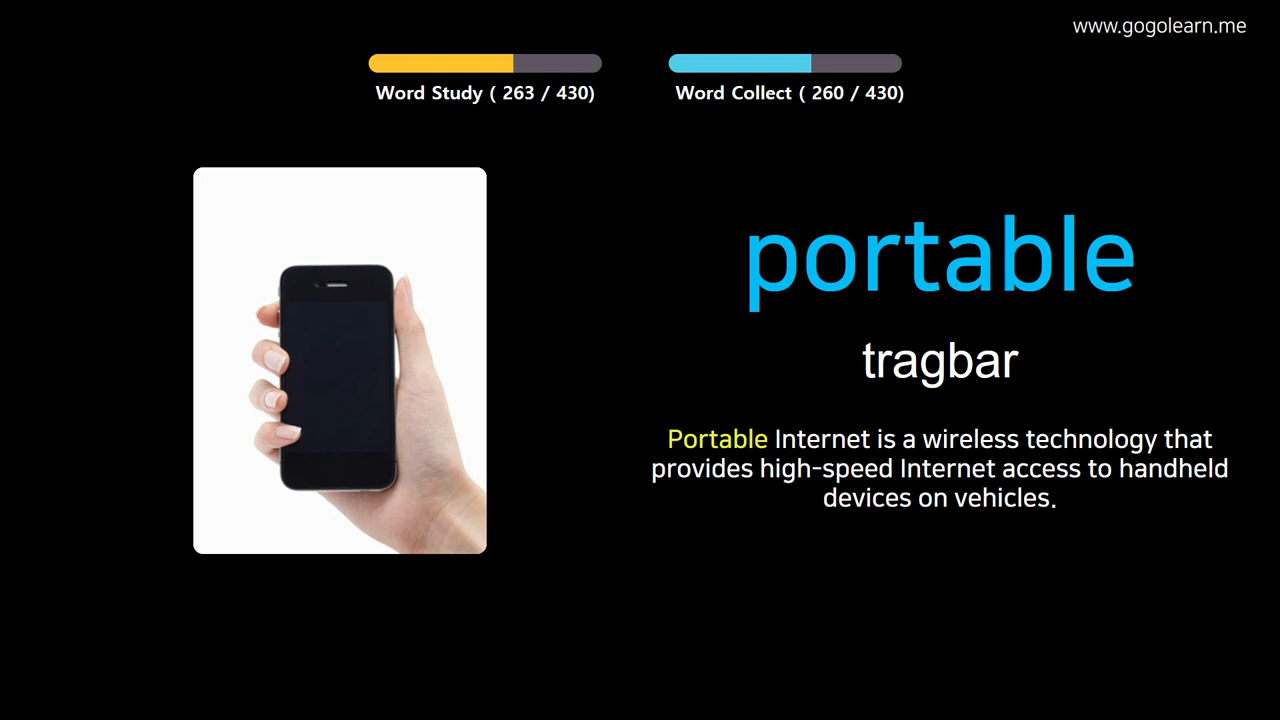 www.gogolearn.me
Word Study ( 263 / 430)
Word Collect ( 260 / 430)
portable
tragbar
Portable Internet is a wireless technology that
provides high-speed Internet access to handheld
devices on vehicles.